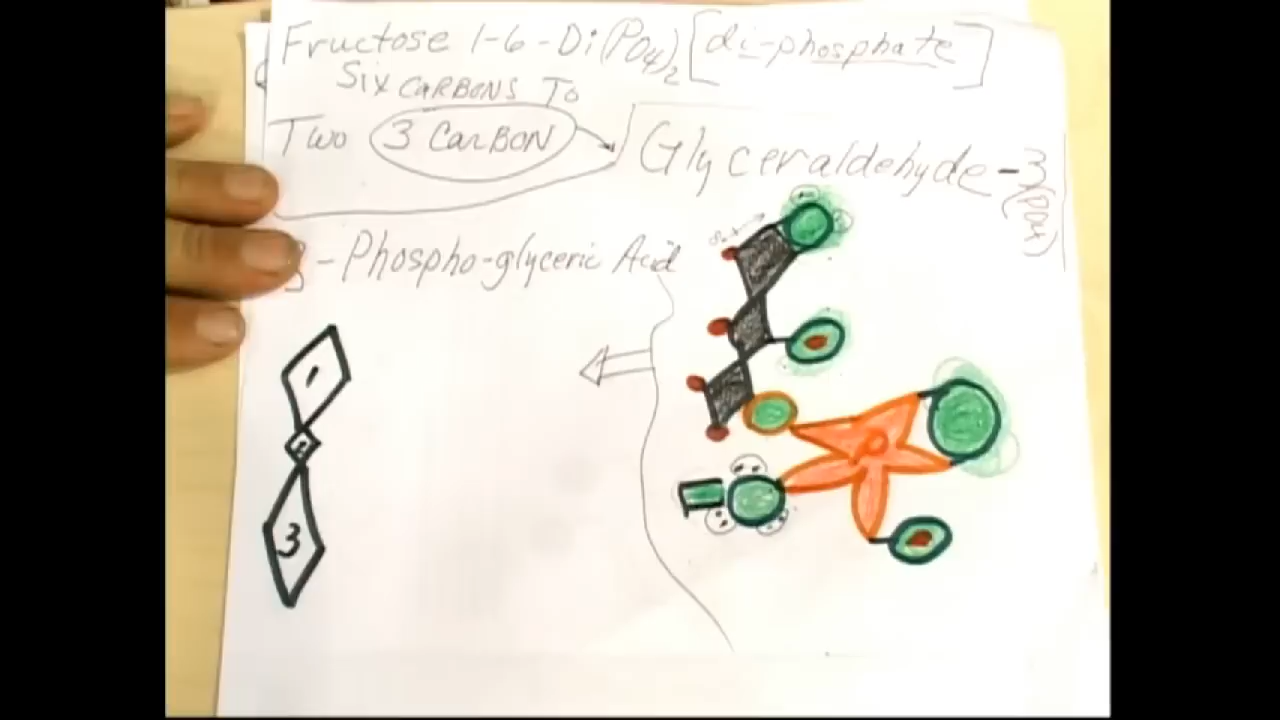 Fructose 1-6-Di(PO4)2 [di-phosphate]
Six CARBONS To
Two 3 CarBON
Glyceraldehyde-3
(PO4)
3-Phospho-glyceric Acid
1
3
P